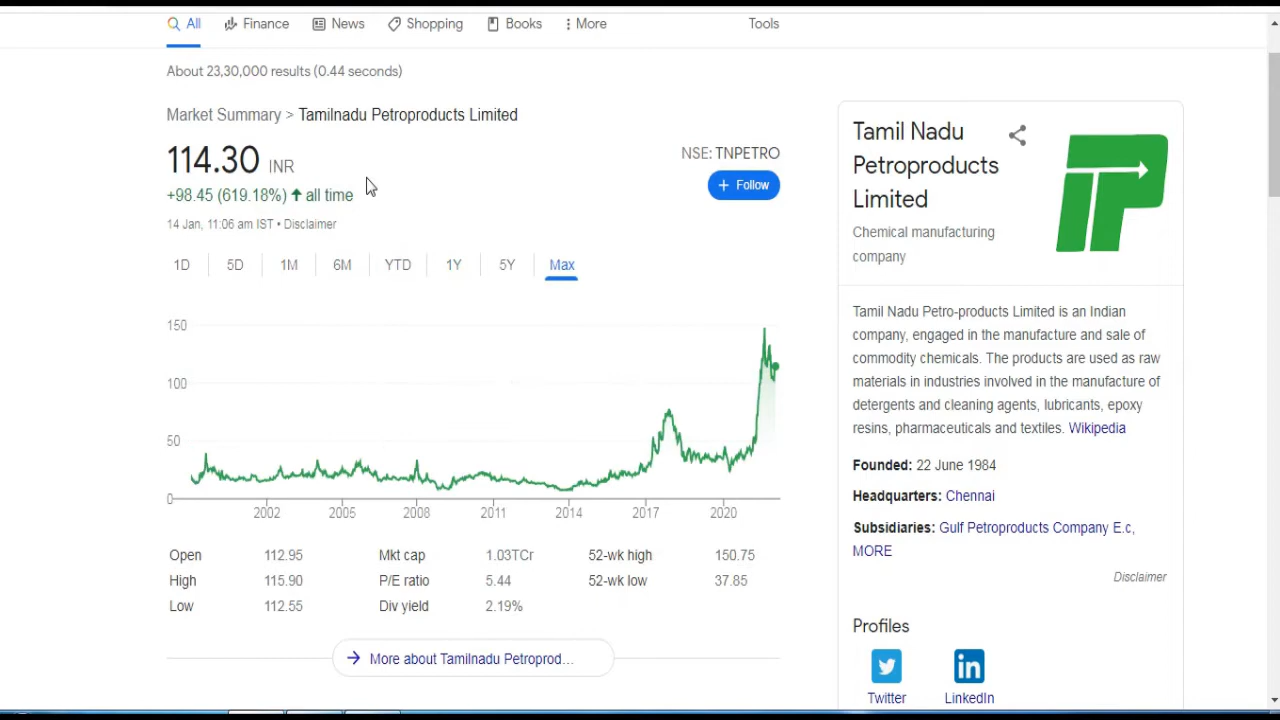 All Finance News Shopping Books More Tools
About 23,30,000 results (0.44 seconds)
Market Summary > Tamilnadu Petroproducts Limited
114.30 INR
+98.45 (619.18%) ↑ all time
14 Jan, 11:06 am IST • Disclaimer
NSE: TNPETRO
+ Follow
1D 5D 1M 6M YTD 1Y 5Y Max
150
100
50
0
2002 2005 2008 2011 2014 2017 2020
Open 112.95 Mkt cap 1.03TCr 52-wk high 150.75
High 115.90 P/E ratio 5.44 52-wk low 37.85
Low 112.55 Div yield 2.19%
→ More about Tamilnadu Petroprod...
Tamil Nadu
Petroproducts
Limited
Chemical manufacturing
company
TP
Tamil Nadu Petro-products Limited is an Indian
company, engaged in the manufacture and sale of
commodity chemicals. The products are used as raw
materials in industries involved in the manufacture of
detergents and cleaning agents, lubricants, epoxy
resins, pharmaceuticals and textiles. Wikipedia
Founded: 22 June 1984
Headquarters: Chennai
Subsidiaries: Gulf Petroproducts Company E.c,
MORE
Disclaimer
Profiles
in
Twitter LinkedIn